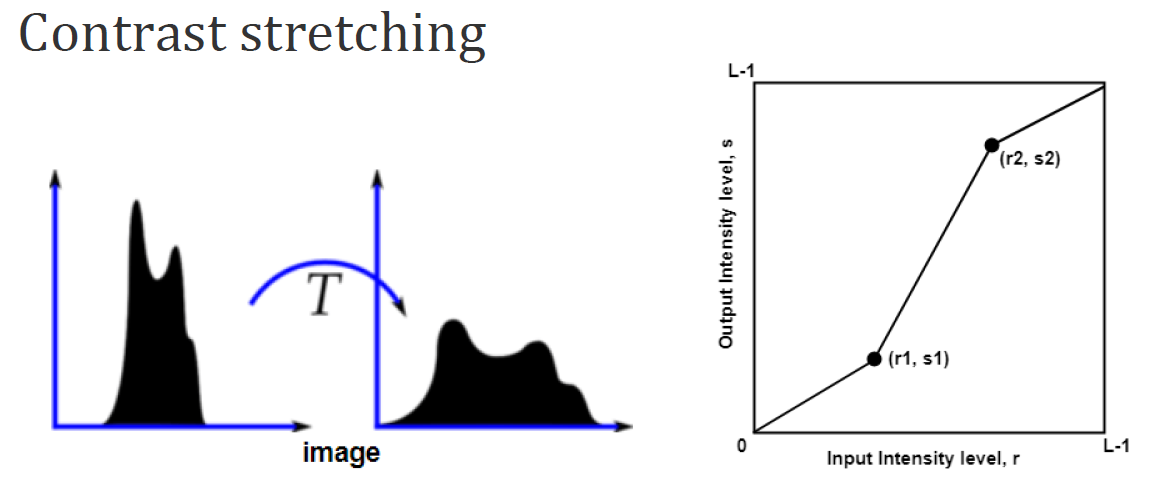 Contrast stretching
T
image
L-1
Output Intensity level, s
(r2, s2)
(r1, s1)
0
L-1
Input Intensity level, r